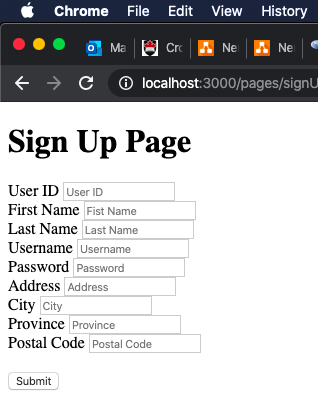 Chrome File Edit View History
Ma Cro Ne Ne
localhost:3000/pages/signU
Sign Up Page
User ID User ID
First Name Fist Name
Last Name Last Name
Username Username
Password Password
Address Address
City City
Province Province
Postal Code Postal Code
Submit